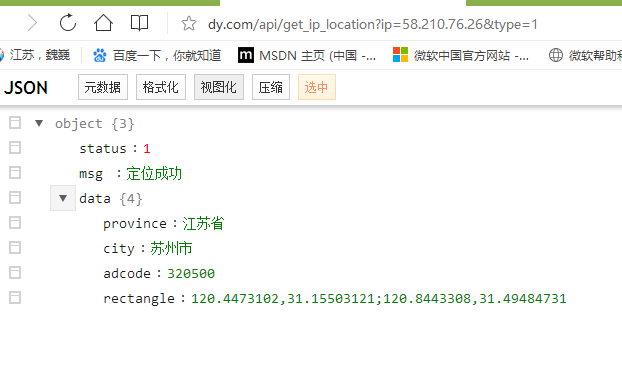 dy.com/api/get_ip_location?ip=58.210.76.26&type=1
江苏，巍巍 百度一下，你就知道 MSDN 主页 (中国 -... 微软中国官方网站 -... 微软帮助和
JSON 元数据 格式化 视图化 压缩 选中
object {3}
status : 1
msg : 定位成功
data {4}
province : 江苏省
city : 苏州市
adcode : 320500
rectangle : 120.4473102,31.15503121;120.8443308,31.49484731